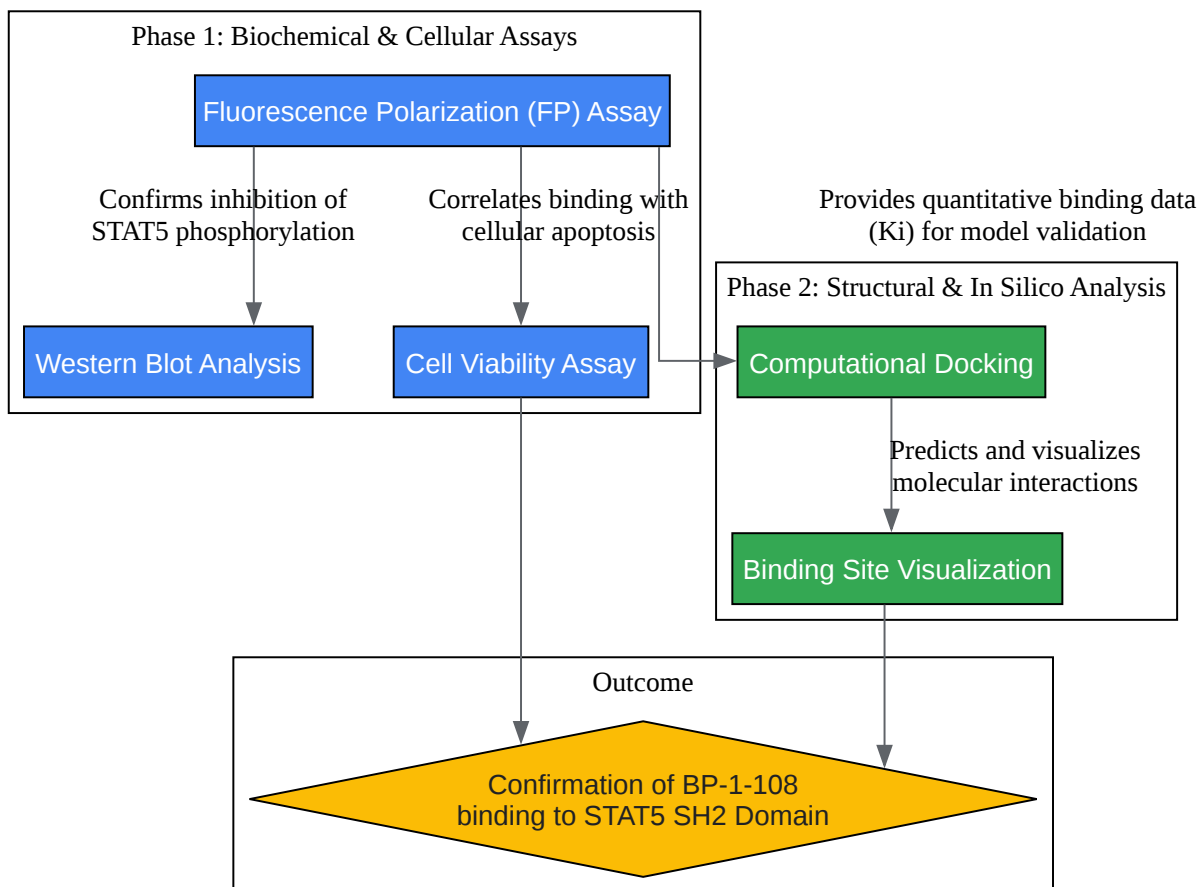 Phase 1: Biochemical & Cellular Assays
Fluorescence Polarization (FP) Assay
Confirms inhibition of
STAT5 phosphorylation
Correlates binding with
cellular apoptosis
Provides quantitative binding data
(Ki) for model validation
Phase 2: Structural & In Silico Analysis
Western Blot Analysis
Cell Viability Assay
Computational Docking
Predicts and visualizes
molecular interactions
Binding Site Visualization
Outcome
Confirmation of BP-1-108
binding to STAT5 SH2 Domain